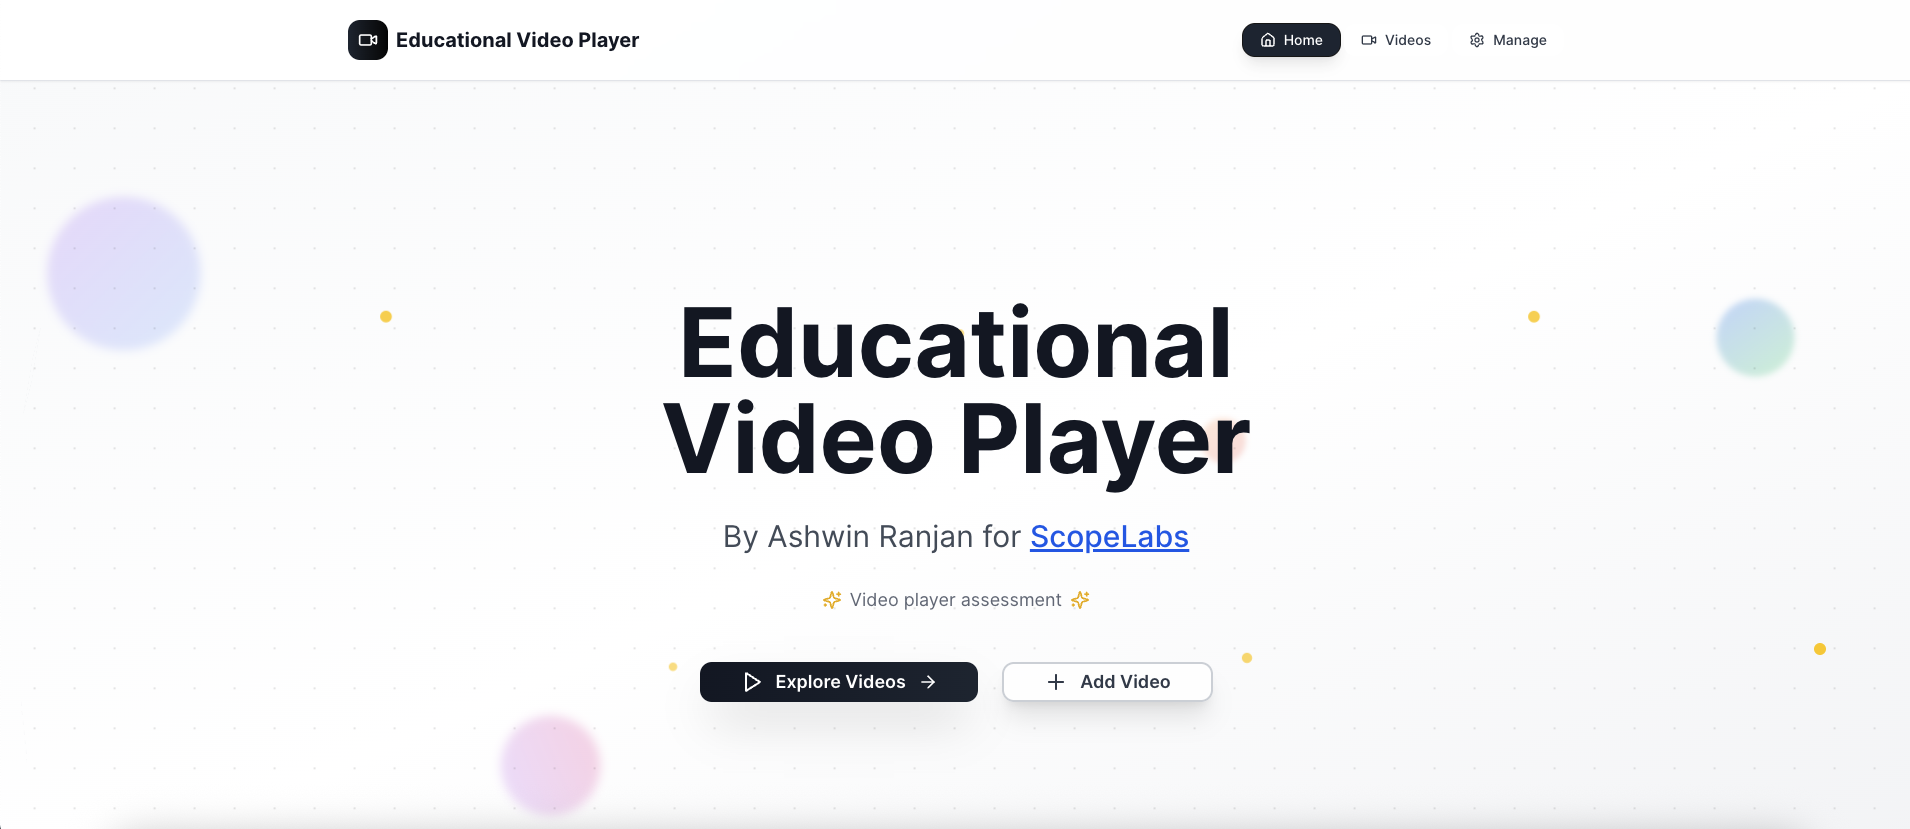 Educational Video Player
Home
Videos
Manage
Educational
Video Player
By Ashwin Ranjan for ScopeLabs
Video player assessment
Explore Videos
Add Video